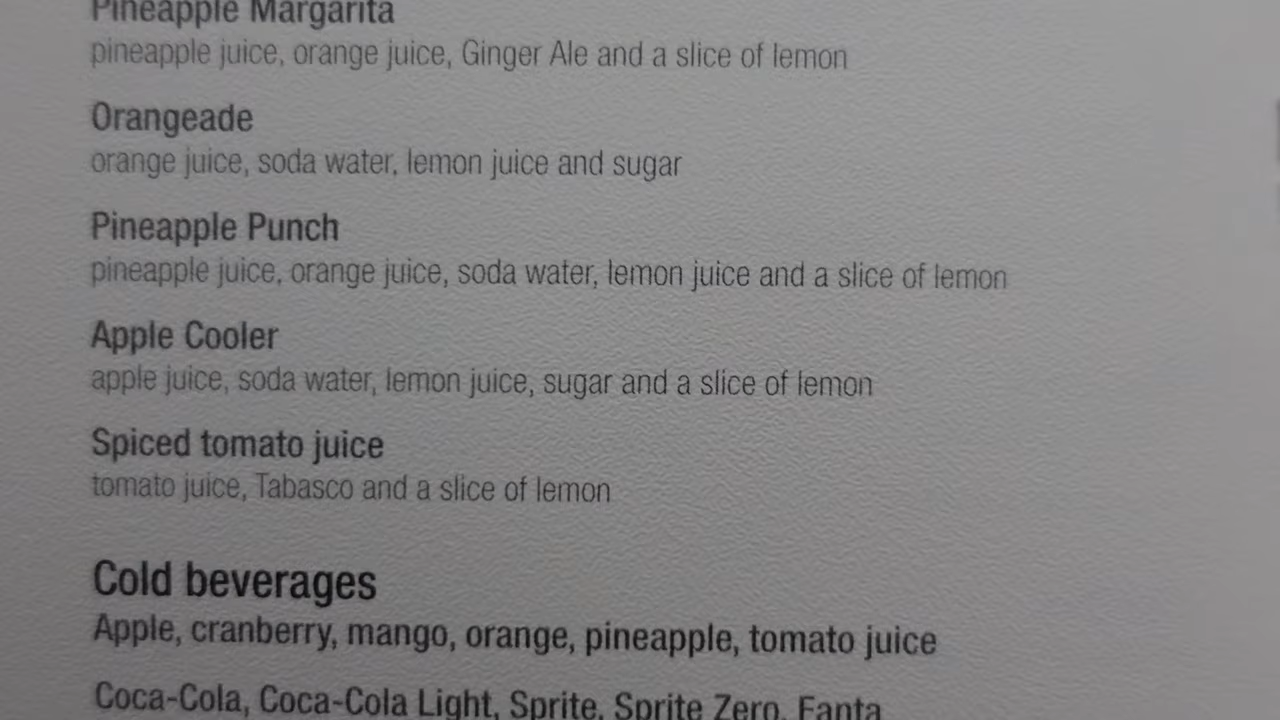 Pineapple Margarita
pineapple juice, orange juice, Ginger Ale and a slice of lemon
Orangeade
orange juice, soda water, lemon juice and sugar
Pineapple Punch
pineapple juice, orange juice, soda water, lemon juice and a slice of lemon
Apple Cooler
apple juice, soda water, lemon juice, sugar and a slice of lemon
Spiced tomato juice
tomato juice, Tabasco and a slice of lemon
Cold beverages
Apple, cranberry, mango, orange, pineapple, tomato juice
Coca-Cola, Coca-Cola Light, Sprite, Sprite Zero, Fanta